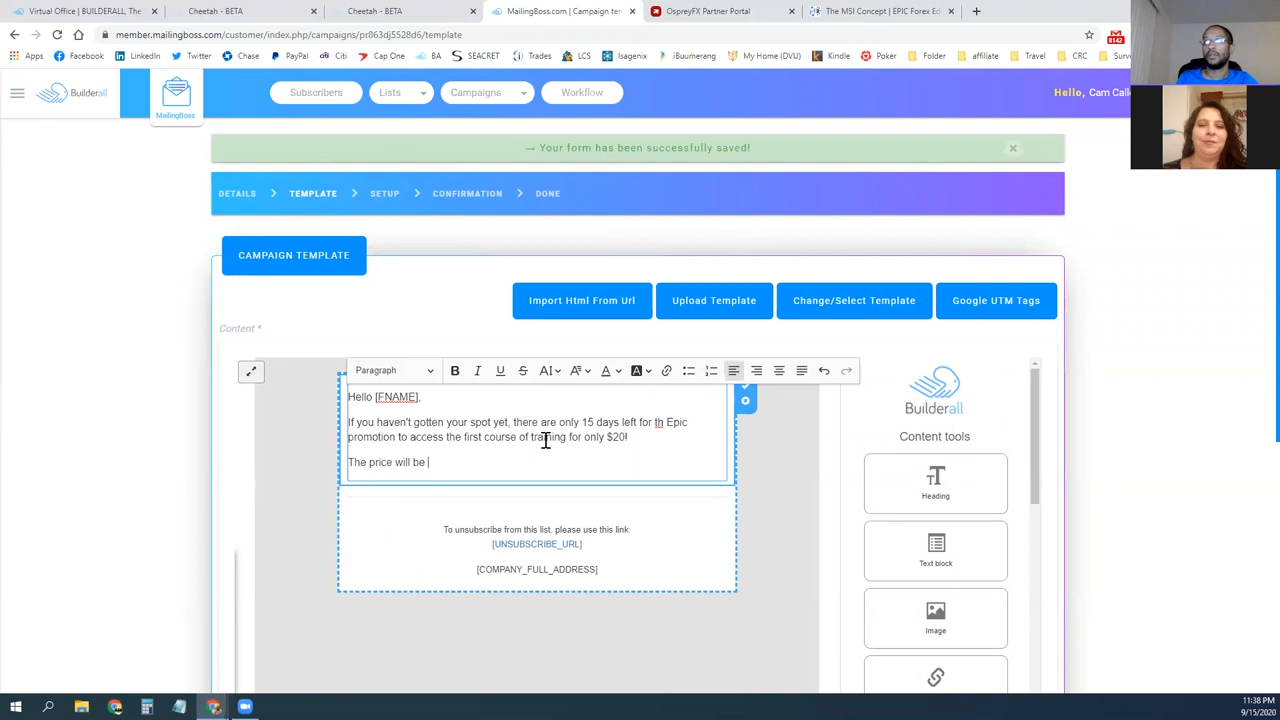 Virtual Office | BUILDERALL, The
Cheetah - BETA
Cheetah - BETA
MailingBoss.com | Campaign tem
OspreyFX Partner Portal
The MSI Concept | EPIC Forex Ed
member.mailingboss.com/customer/index.php/campaigns/pr863dj5528d6/template
8142
Apps Facebook LinkedIn Twitter Chase PayPal Citi Cap One BA SEACRET Trades LCS Isagenix iBuumerang My Home (DVU) Kindle Poker Folder affiliate Travel CRC Surv
Builderall
MailingBoss
Subscribers
Lists
Campaigns
Workflow
Hello, Cam Calle
→ Your form has been successfully saved!
DETAILS > TEMPLATE > SETUP > CONFIRMATION > DONE
CAMPAIGN TEMPLATE
Import Html From Url
Upload Template
Change/Select Template
Google UTM Tags
Content *
Paragraph
Hello [FNAME],
If you haven't gotten your spot yet, there are only 15 days left for th Epic
promotion to access the first course of training for only $20!
The price will be
To unsubscribe from this list, please use this link:
[UNSUBSCRIBE_URL]
[COMPANY_FULL_ADDRESS]
Builderall
Content tools
Heading
Text block
Image
11:38 PM
9/15/2020